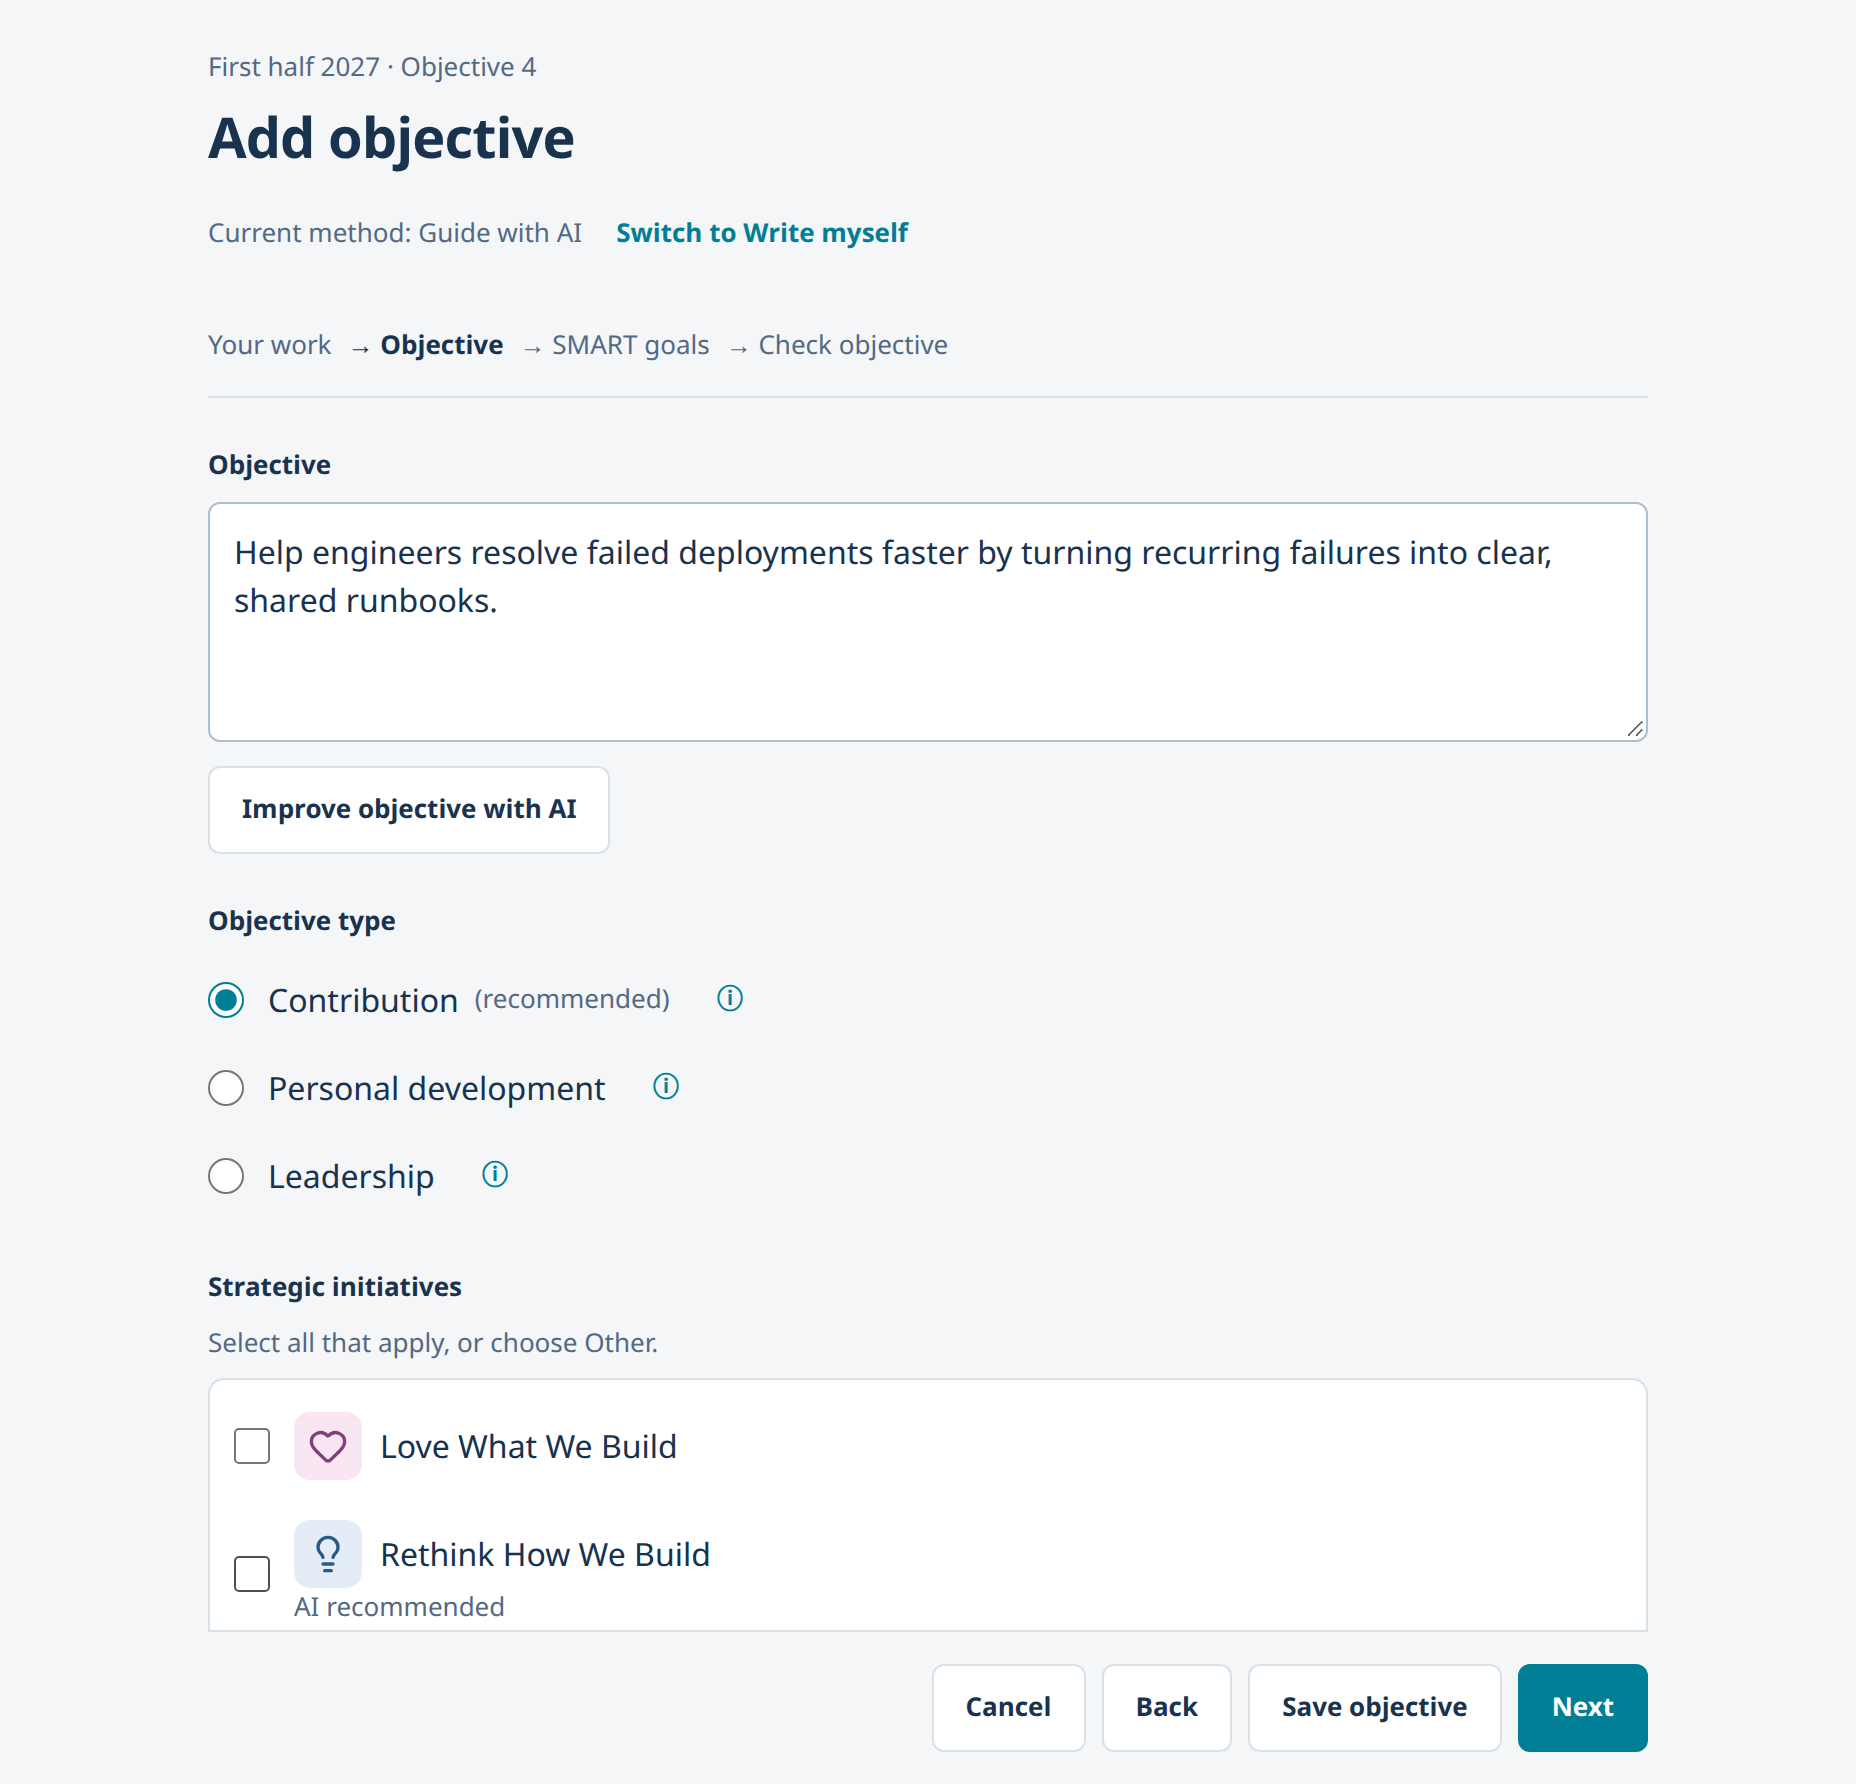 First half 2027 · Objective 4
Add objective
Current method: Guide with AI Switch to Write myself
Your work → Objective → SMART goals → Check objective
Objective
Help engineers resolve failed deployments faster by turning recurring failures into clear,
shared runbooks.
Improve objective with AI
Objective type
Contribution (recommended)
Personal development
Leadership
Strategic initiatives
Select all that apply, or choose Other.
Love What We Build
Rethink How We Build
AI recommended
Cancel Back Save objective Next